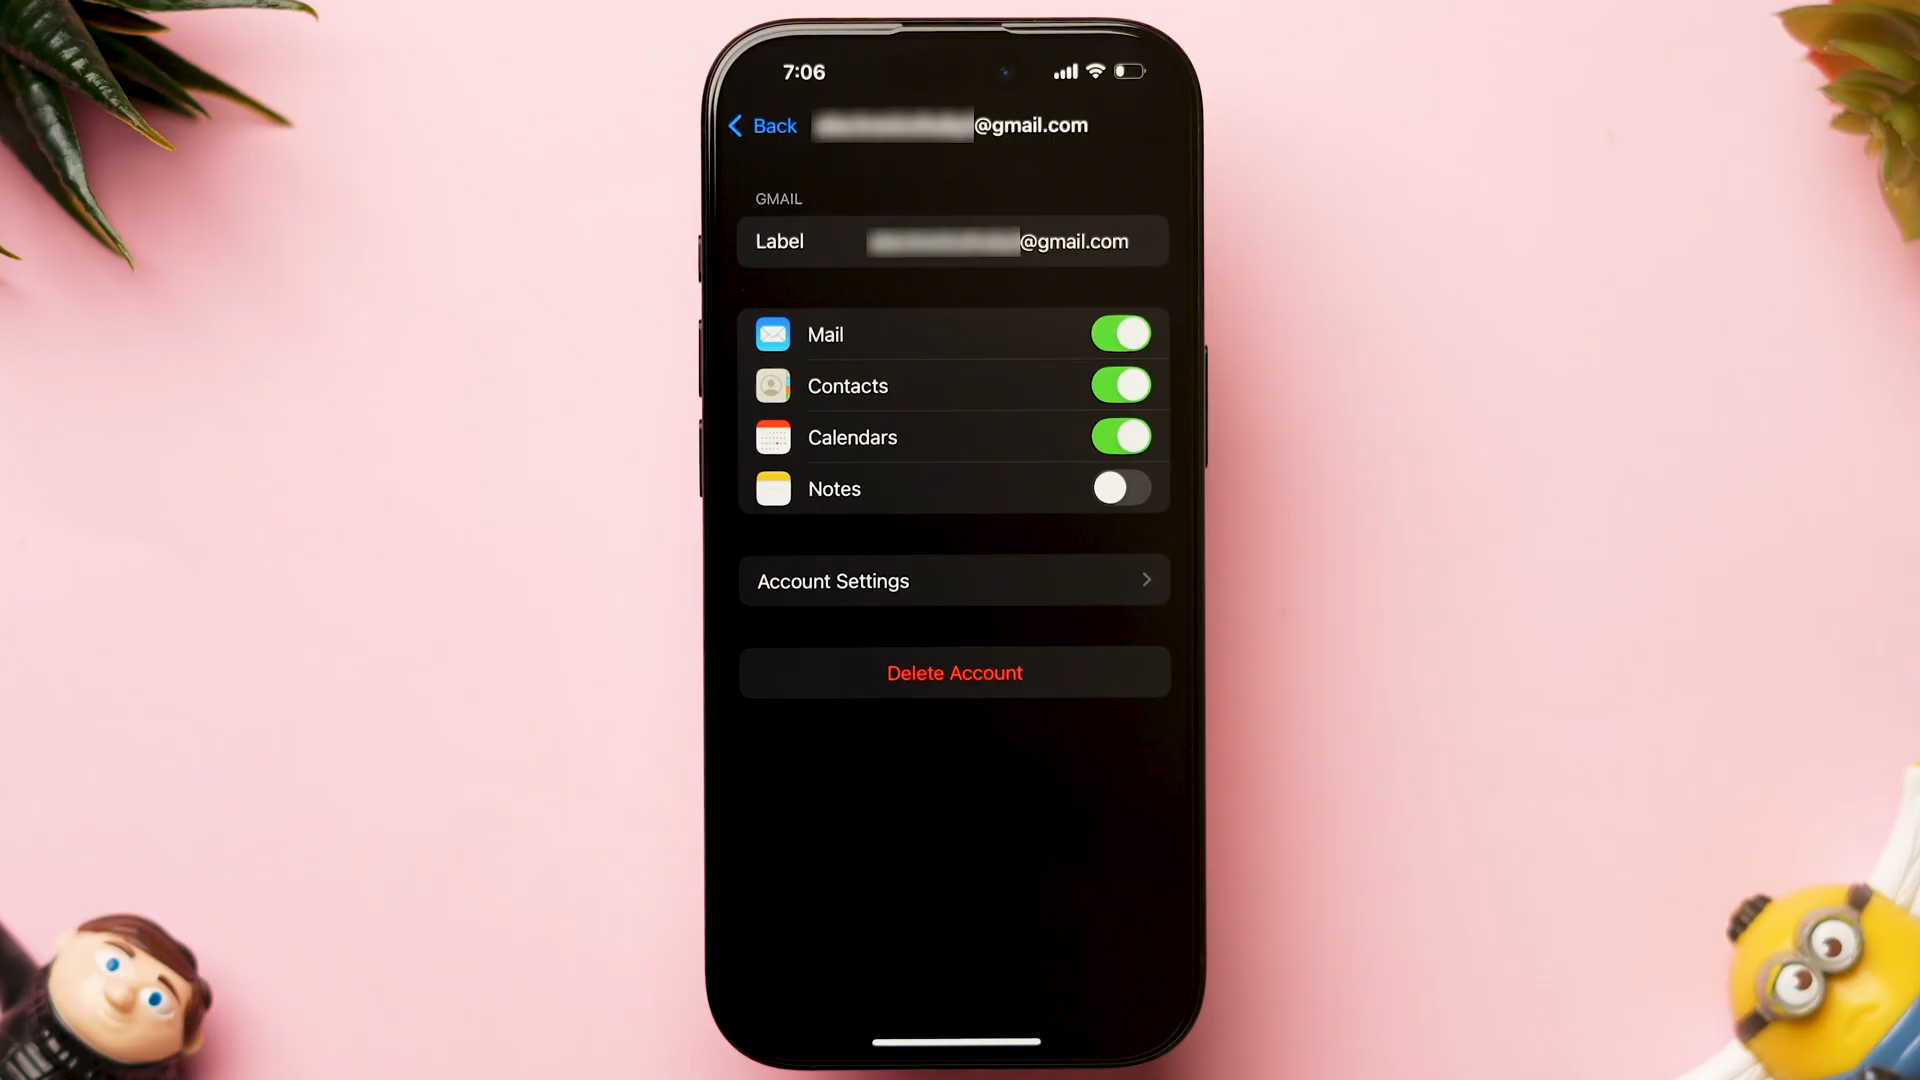 7:06
Back @gmail.com
GMAIL
Label @gmail.com
Mail
Contacts
Calendars
Notes
Account Settings
Delete Account